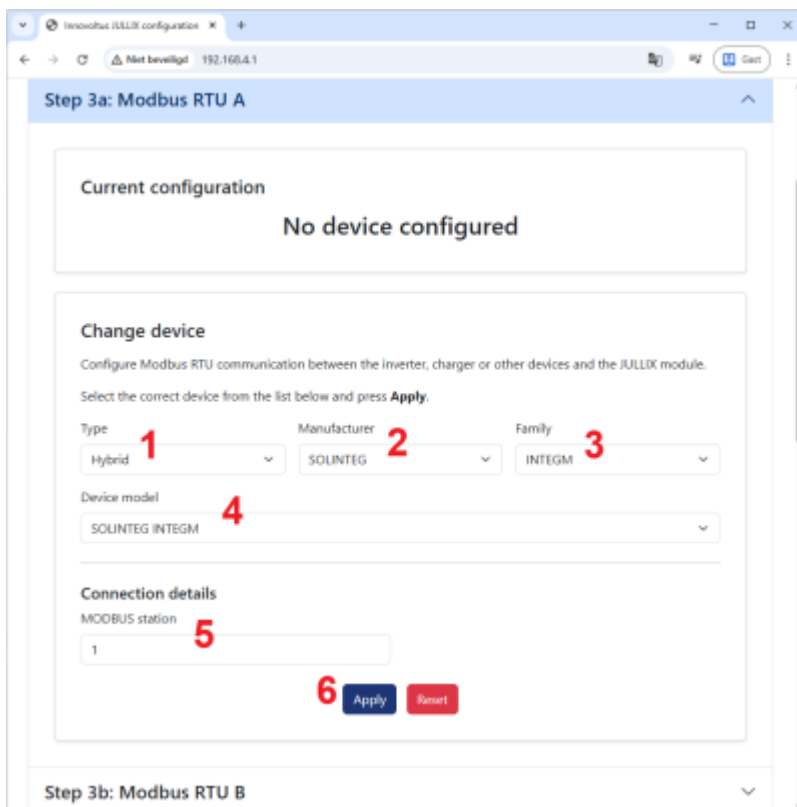 Innovoltus JULLIX configuration
Niet beveiligd 192.168.4.1 Gast
Step 3a: Modbus RTU A
Current configuration
No device configured
Change device
Configure Modbus RTU communication between the inverter, charger or other devices and the JULLIX module.
Select the correct device from the list below and press Apply.
Type 1 Manufacturer 2 Family 3
Hybrid SOLINTEG INTEGM
Device model 4
SOLINTEG INTEGM
Connection details
MODBUS station 5
1
6 Apply Reset
Step 3b: Modbus RTU B